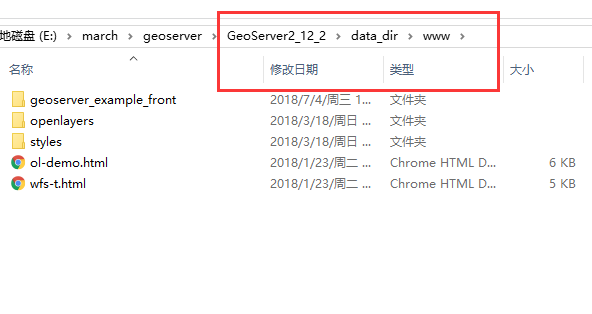 地磁盘 (E:) › march › geoserver › GeoServer2_12_2 › data_dir › www ›
名称 修改日期 类型 大小
geoserver_example_front 2018/7/4/周三 1... 文件夹
openlayers 2018/3/18/周日 ... 文件夹
styles 2018/3/18/周日 ... 文件夹
ol-demo.html 2018/1/23/周二 ... Chrome HTML D... 6 KB
wfs-t.html 2018/1/23/周二 ... Chrome HTML D... 5 KB